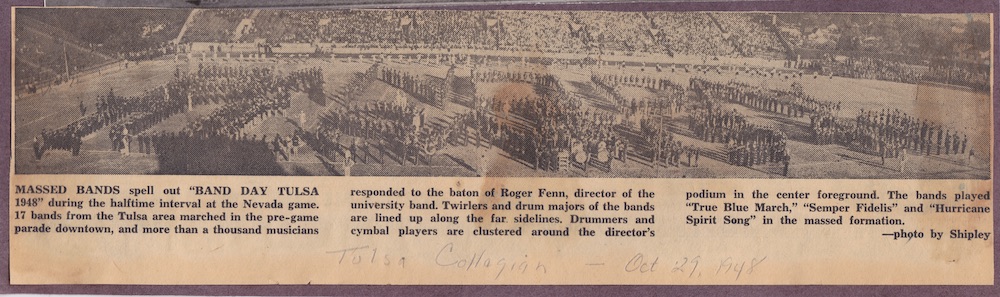 MASSED BANDS spell out "BAND DAY TULSA
1948" during the halftime interval at the Nevada game.
17 bands from the Tulsa area marched in the pre-game
parade downtown, and more than a thousand musicians
responded to the baton of Roger Fenn, director of the
university band. Twirlers and drum majors of the bands
are lined up along the far sidelines. Drummers and
cymbal players are clustered around the director's
podium in the center foreground. The bands played
"True Blue March," "Semper Fidelis" and "Hurricane
Spirit Song" in the massed formation.
—photo by Shipley
Tulsa Collegian — Oct 29, 1948